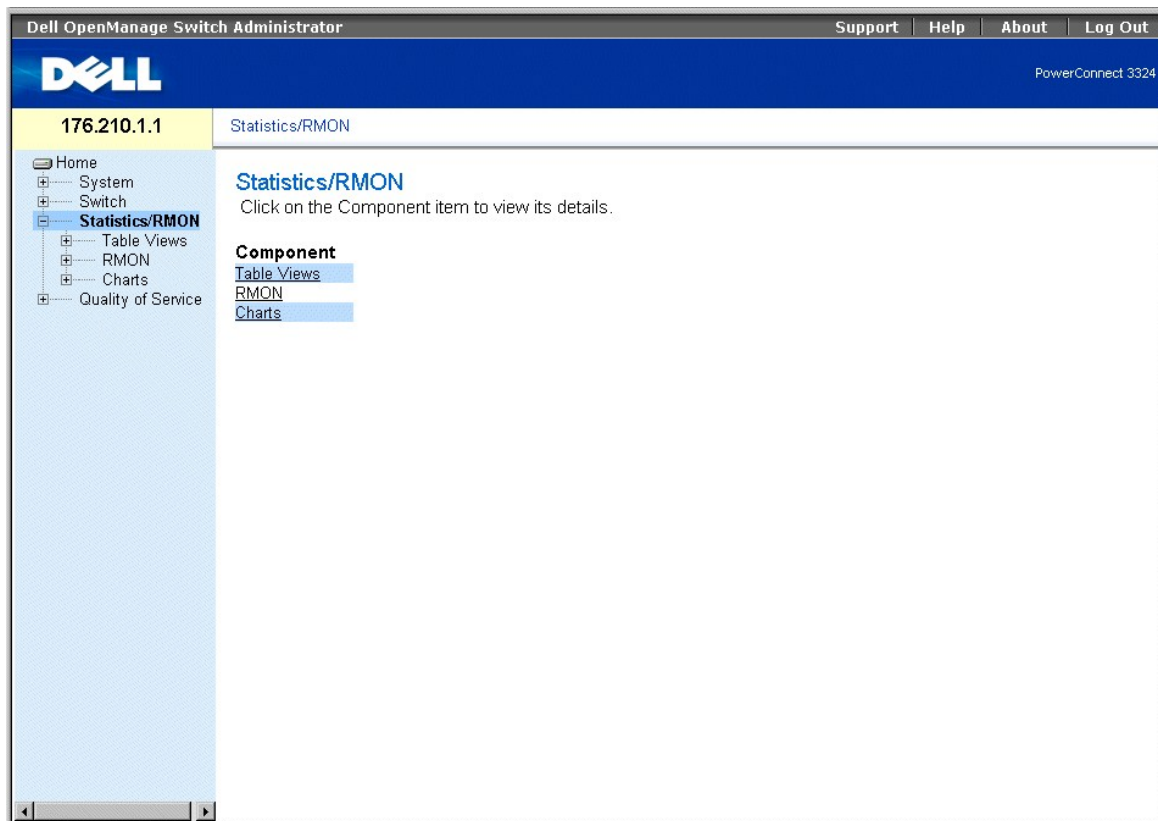 Dell OpenManage Switch Administrator
Support | Help | About | Log Out
DELL
PowerConnect 3324
176.210.1.1
Statistics/RMON
Home
System
Switch
Statistics/RMON
Table Views
RMON
Charts
Quality of Service
Statistics/RMON
Click on the Component item to view its details.
Component
Table Views
RMON
Charts